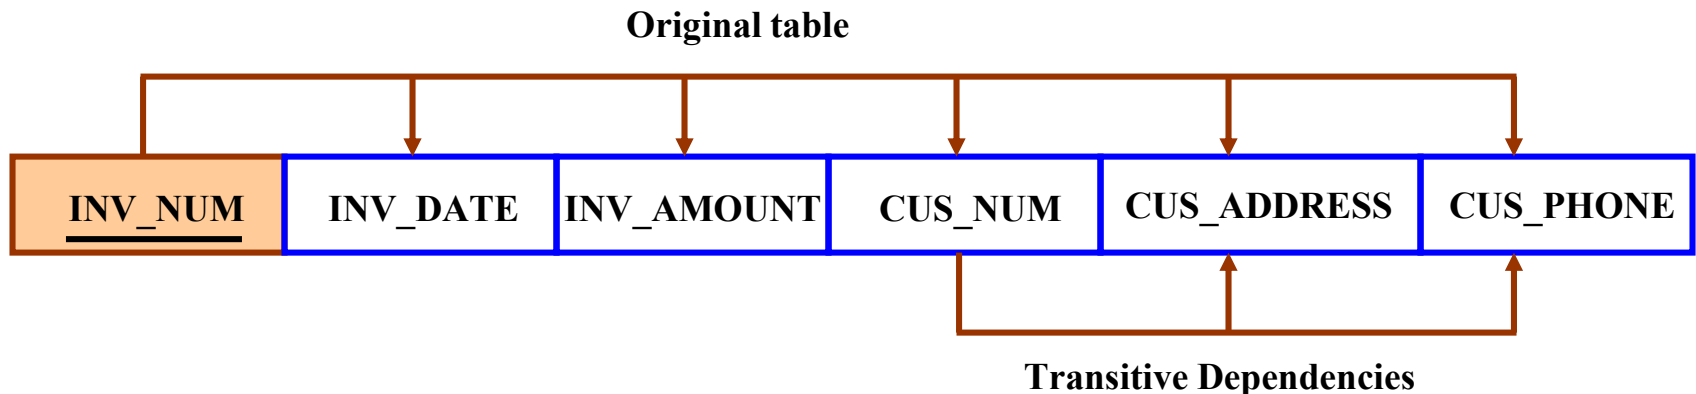 Original table
INV_NUM INV_DATE INV_AMOUNT CUS_NUM CUS_ADDRESS CUS_PHONE
Transitive Dependencies